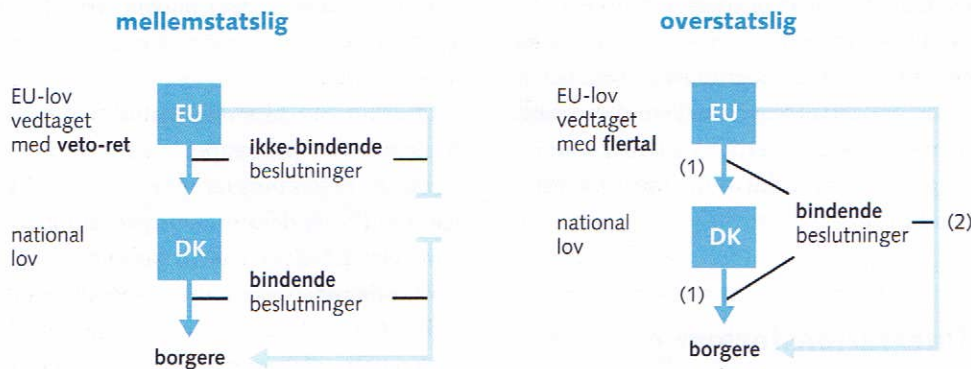 mellemstatslig
EU-lov
vedtaget
med veto-ret
EU
ikke-bindende
beslutninger
national
lov
DK
bindende
beslutninger
borgere
overstatslig
EU-lov
vedtaget
med flertal
EU
(1)
national
lov
DK
bindende
beslutninger
(2)
(1)
borgere